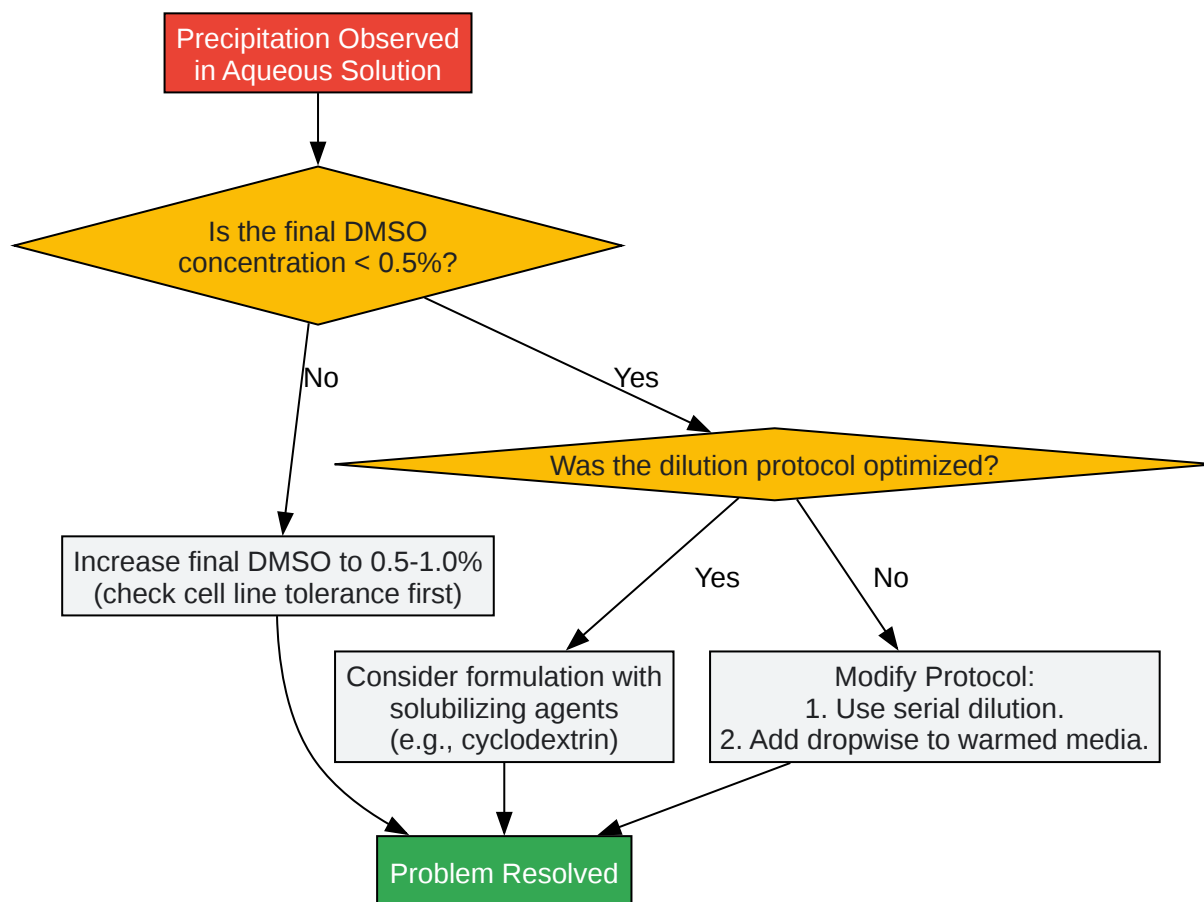 Precipitation Observed
in Aqueous Solution
Is the final DMSO
concentration < 0.5%?
No
Yes
Was the dilution protocol optimized?
Increase final DMSO to 0.5-1.0%
(check cell line tolerance first)
Yes
No
Consider formulation with
solubilizing agents
(e.g., cyclodextrin)
Modify Protocol:
1. Use serial dilution.
2. Add dropwise to warmed media.
Problem Resolved